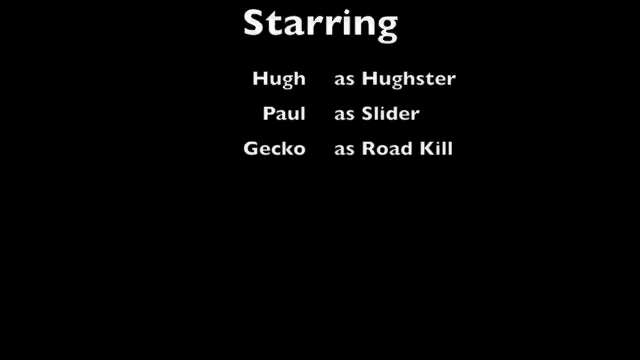 Starring
Hugh as Hughster
Paul as Slider
Gecko as Road Kill